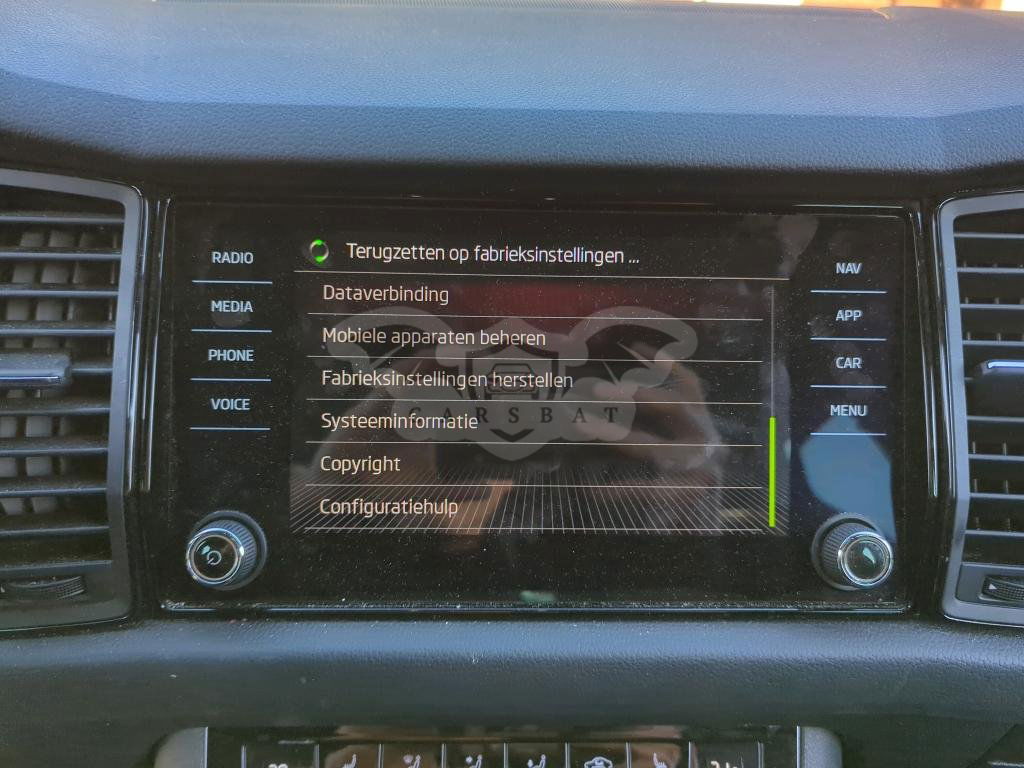 Terugzetten op fabrieksinstellingen ...
RADIO
MEDIA
PHONE
VOICE
Dataverbinding
Mobiele apparaten beheren
Fabrieksinstellingen herstellen
Systeeminformatie
Copyright
Configuratiehulp
NAV
APP
CAR
MENU
CARSBAT